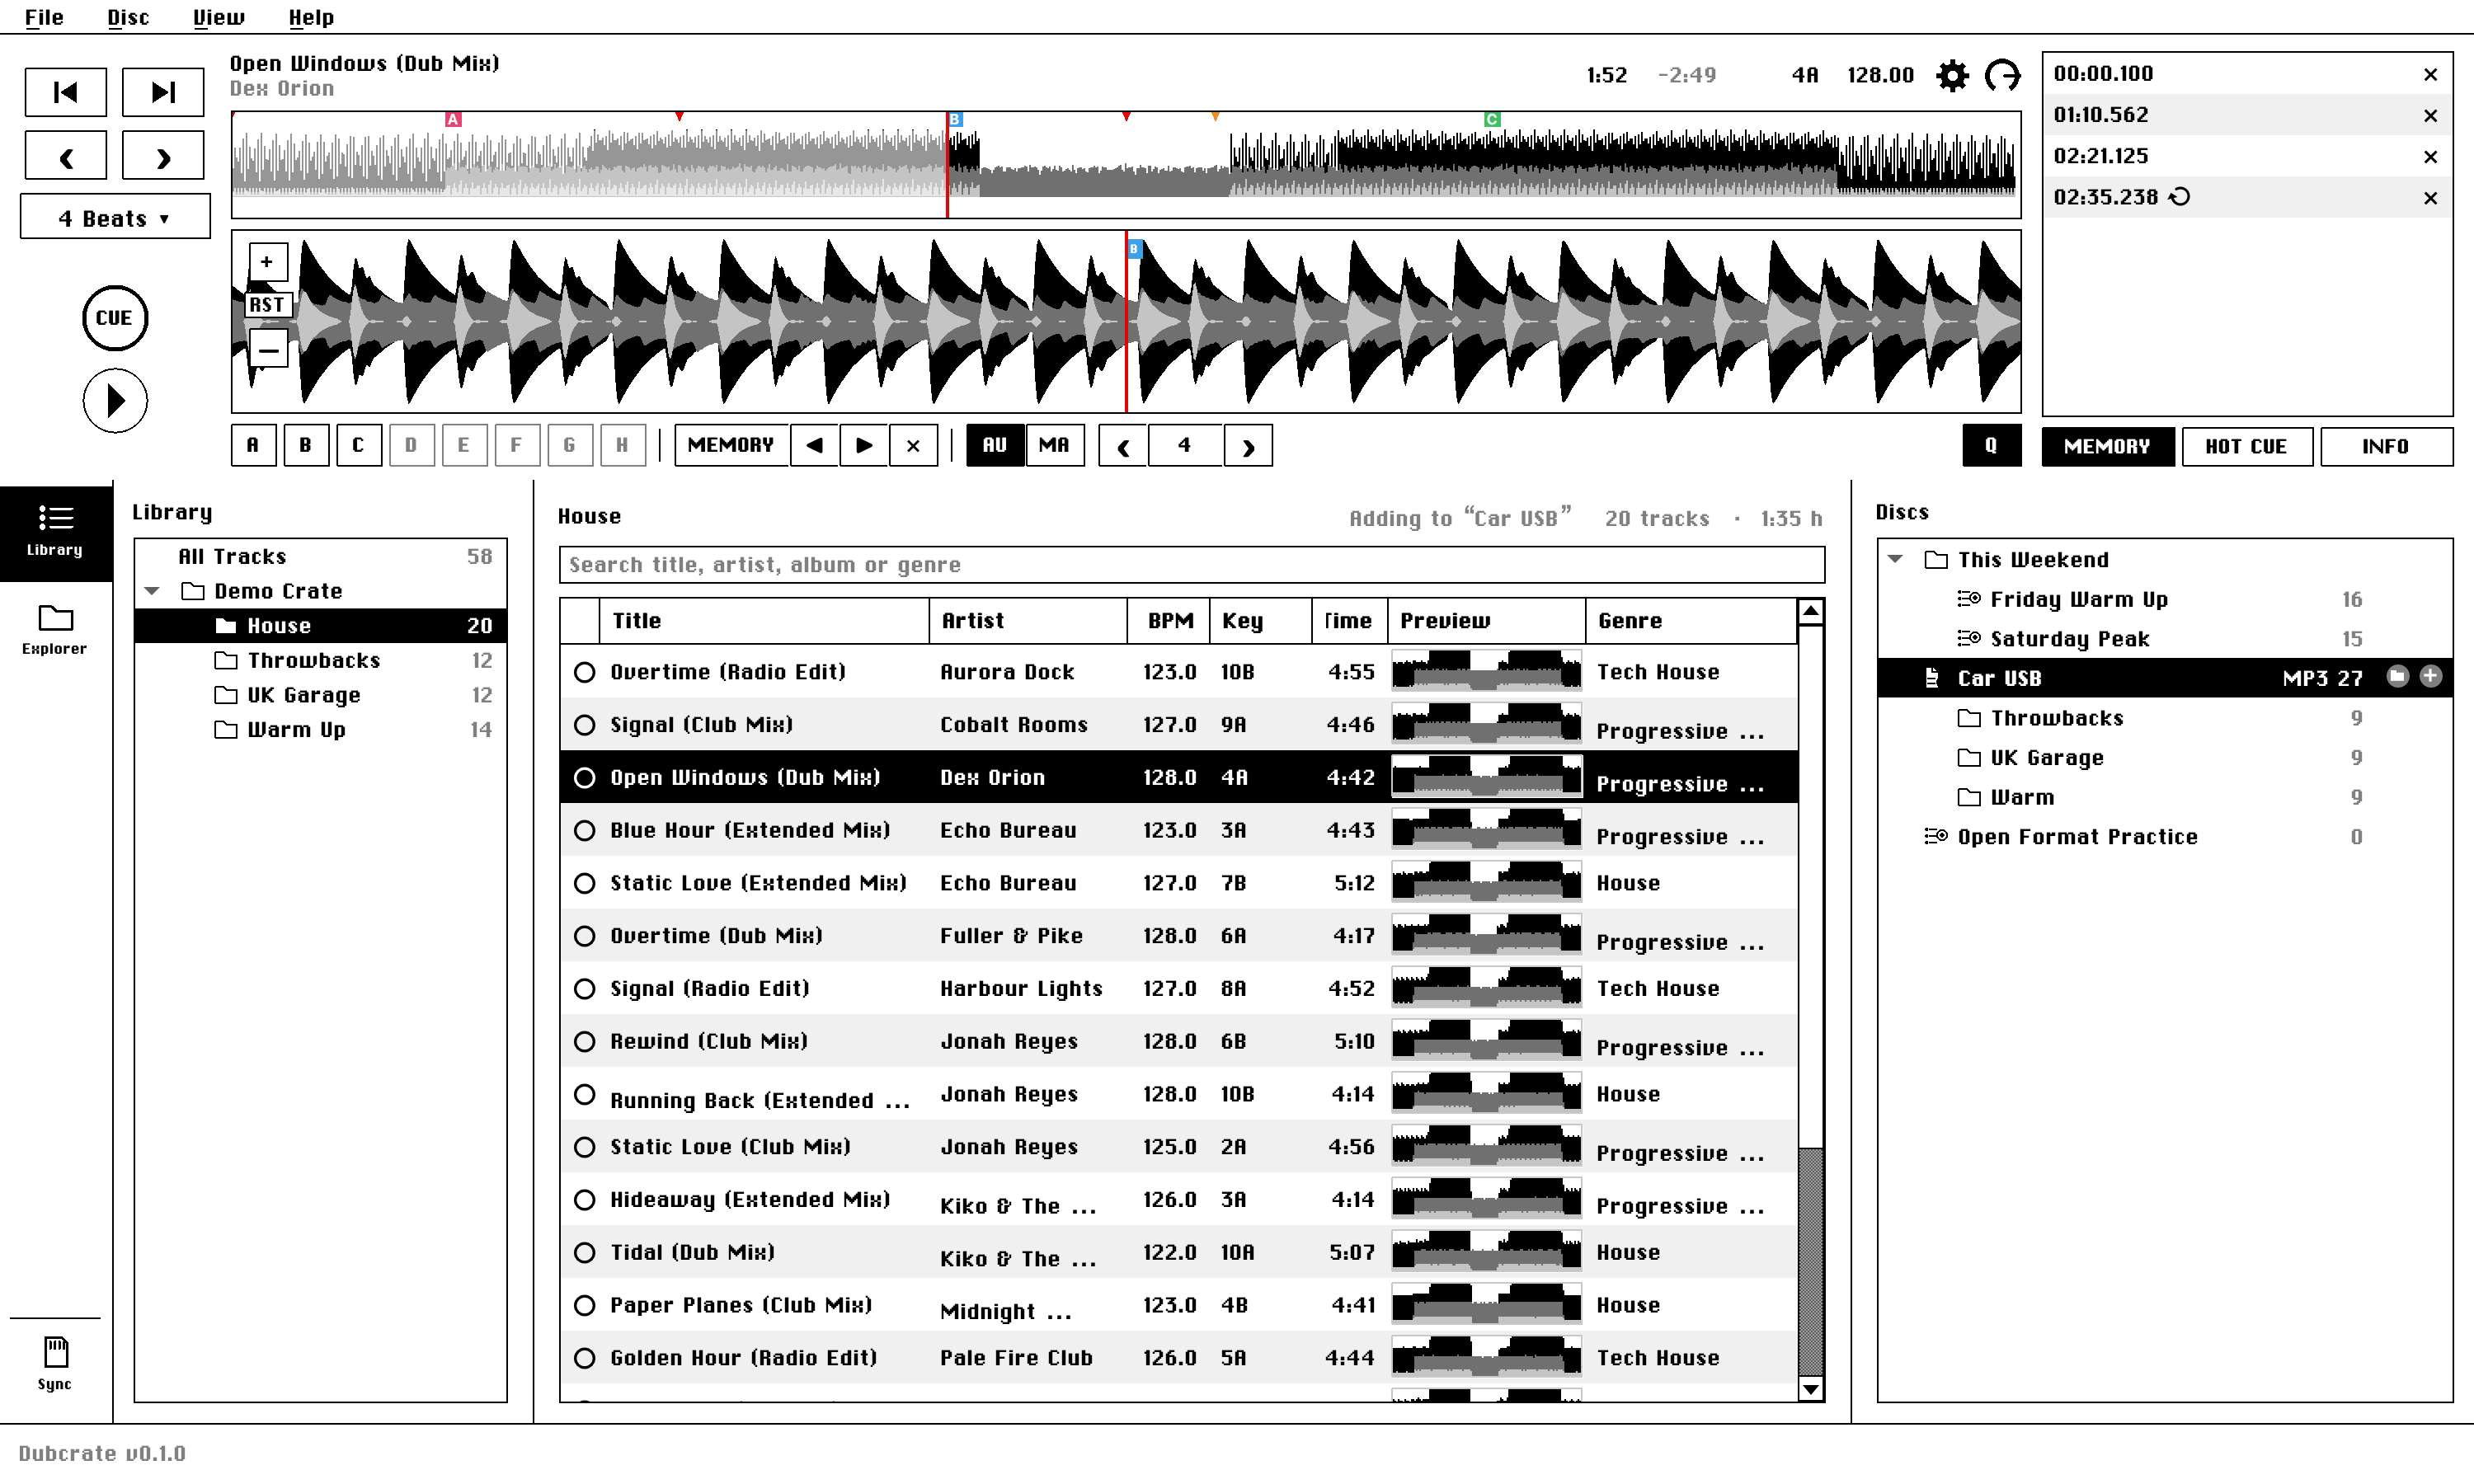 File Disc View Help
Open Windows (Dub Mix)
Dex Orion
1:52 -2:49 4A 128.00
4 Beats
CUE
A B C
B
+
RST
−
A B C D E F G H MEMORY × AU MA 4 Q
00:00.100 ×
01:10.562 ×
02:21.125 ×
02:35.238 ×
MEMORY HOT CUE INFO
Library
Explorer
Sync
Library
All Tracks 58
Demo Crate
House 20
Throwbacks 12
UK Garage 12
Warm Up 14
House Adding to “Car USB” 20 tracks · 1:35 h
Search title, artist, album or genre
Title Artist BPM Key Time Preview Genre
Overtime (Radio Edit) Aurora Dock 123.0 10B 4:55 Tech House
Signal (Club Mix) Cobalt Rooms 127.0 9A 4:46 Progressive ...
Open Windows (Dub Mix) Dex Orion 128.0 4A 4:42 Progressive ...
Blue Hour (Extended Mix) Echo Bureau 123.0 3A 4:43 Progressive ...
Static Love (Extended Mix) Echo Bureau 127.0 7B 5:12 House
Overtime (Dub Mix) Fuller & Pike 128.0 6A 4:17 Progressive ...
Signal (Radio Edit) Harbour Lights 127.0 8A 4:52 Tech House
Rewind (Club Mix) Jonah Reyes 128.0 6B 5:10 Progressive ...
Running Back (Extended ... Jonah Reyes 128.0 10B 4:14 House
Static Love (Club Mix) Jonah Reyes 125.0 2A 4:56 Progressive ...
Hideaway (Extended Mix) Kiko & The ... 126.0 3A 4:14 Progressive ...
Tidal (Dub Mix) Kiko & The ... 122.0 10A 5:07 House
Paper Planes (Club Mix) Midnight ... 123.0 4B 4:41 House
Golden Hour (Radio Edit) Pale Fire Club 126.0 5A 4:44 Tech House
Discs
This Weekend
Friday Warm Up 16
Saturday Peak 15
Car USB MP3 27
Throwbacks 9
UK Garage 9
Warm 9
Open Format Practice 0
Dubcrate v0.1.0